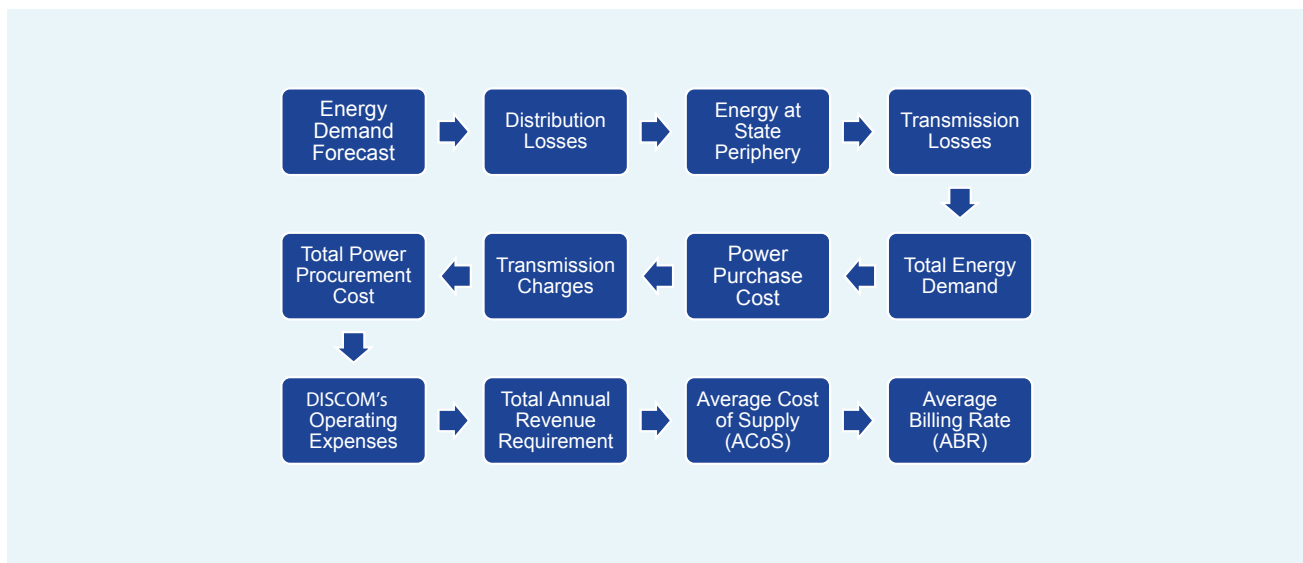 Energy
Demand
Forecast
Distribution
Losses
Energy at
State
Periphery
Transmission
Losses
Total Energy
Demand
Power
Purchase
Cost
Transmission
Charges
Total Power
Procurement
Cost
DISCOM's
Operating
Expenses
Total Annual
Revenue
Requirement
Average Cost
of Supply
(ACoS)
Average
Billing Rate
(ABR)